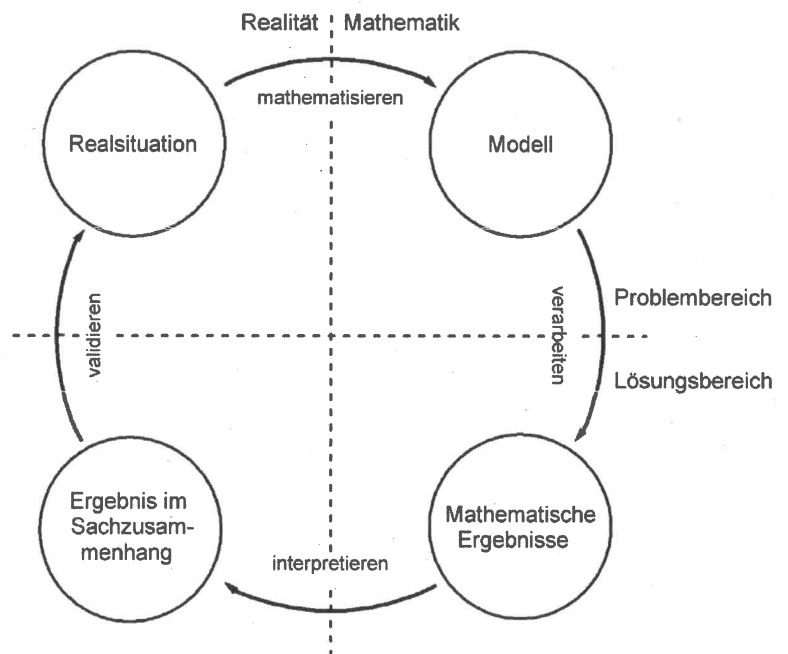 Realität Mathematik
mathematisieren
Realsituation
Modell
validieren
verarbeiten
Problembereich
Lösungsbereich
Ergebnis im
Sachzusam-
menhang
Mathematische
Ergebnisse
interpretieren